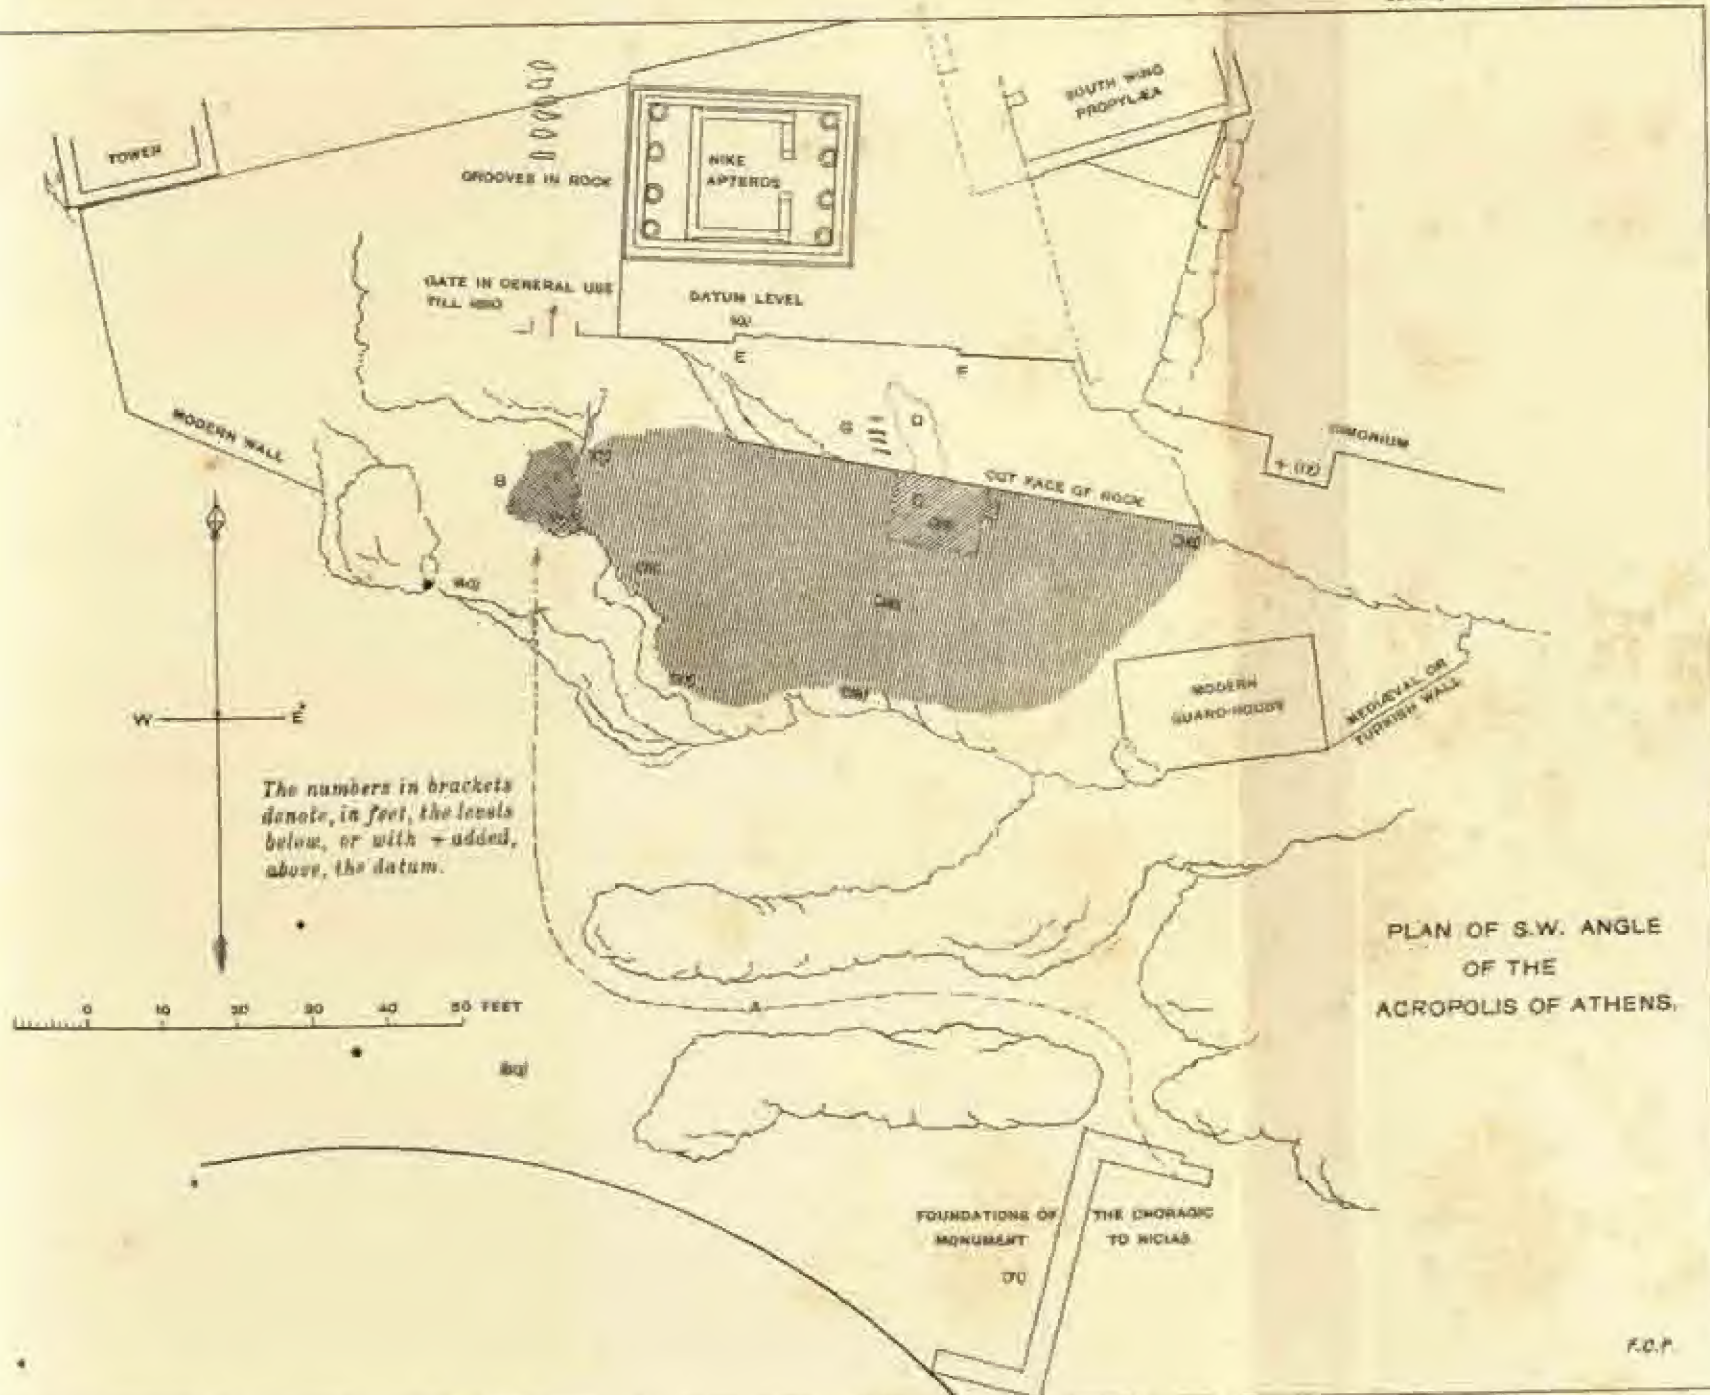 TOWER
SOUTH WING
PROPYLÆA
NIKE
APTEROS
GROOVES IN ROCK
GATE IN GENERAL USE
TILL
DATUM LEVEL
E
F
MODERN WALL
G
D
B
CUT FACE OF ROCK
C
+ (12)
W E
MODERN
GUARD-HOUSE
MEDIÆVAL OR
TURKISH WALL
The numbers in brackets
denote, in feet, the levels
below, or with + added,
above, the datum.
PLAN OF S.W. ANGLE
OF THE
ACROPOLIS OF ATHENS.
0 10 20 30 40 50 FEET
A
FOUNDATIONS OF THE CHORAGIC
MONUMENT TO NICIAS
F.C.P.